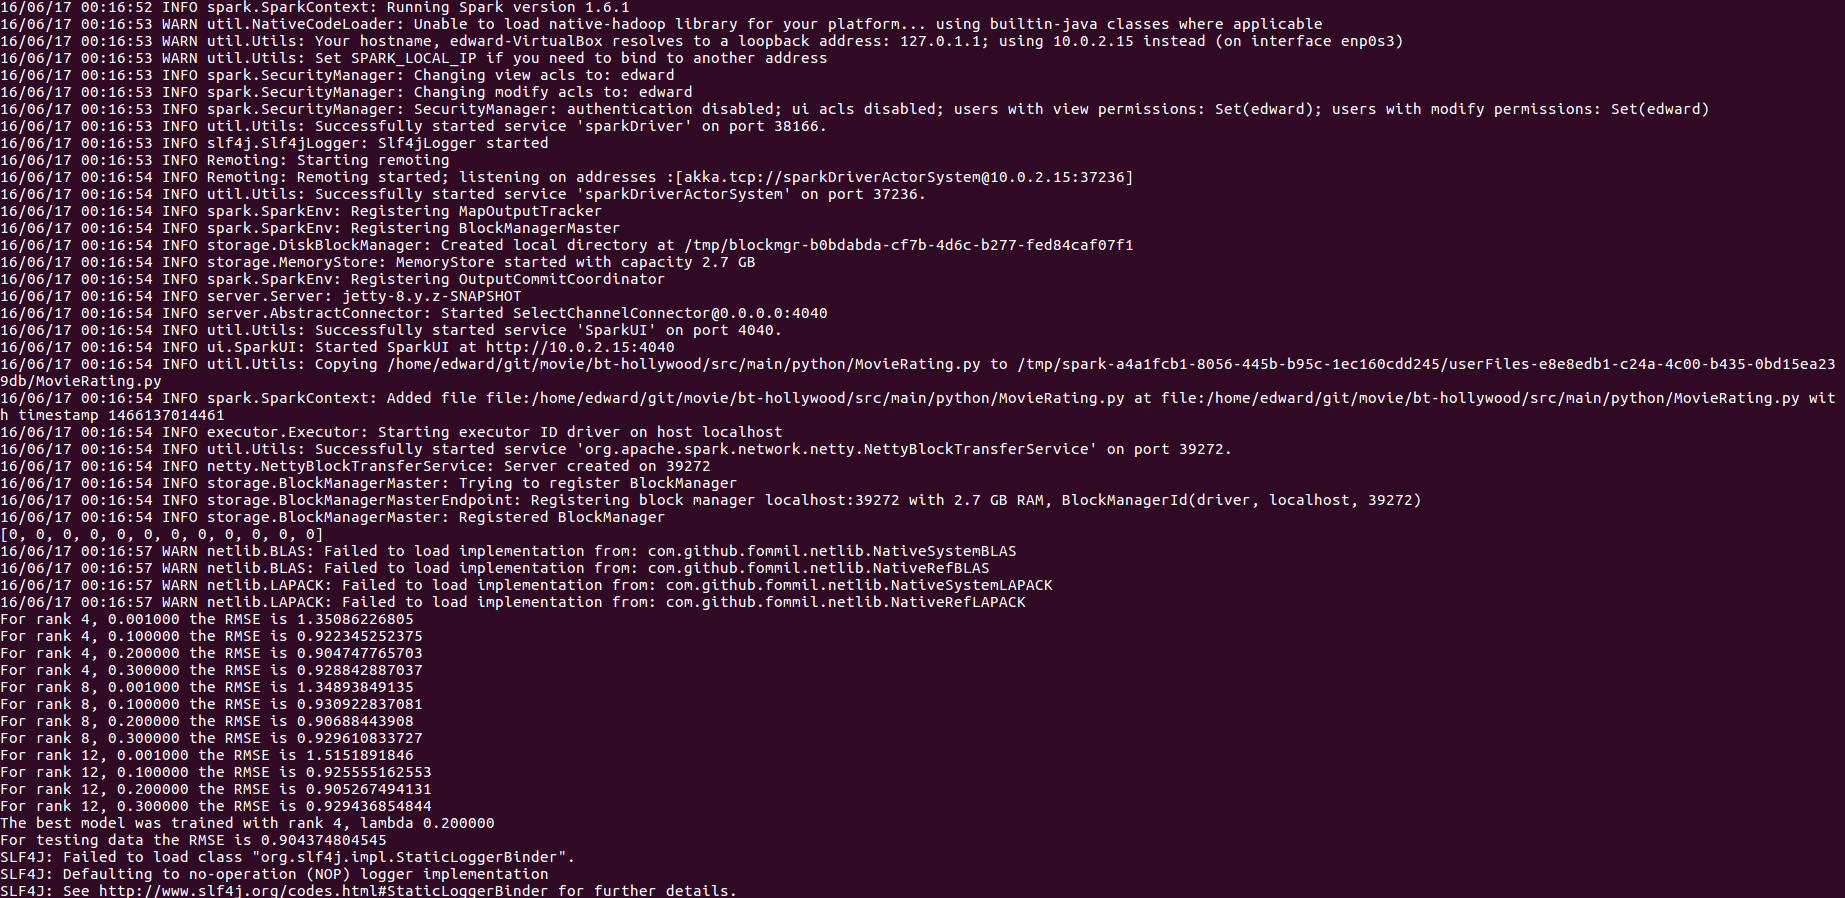 16/06/17 00:16:52 INFO spark.SparkContext: Running Spark version 1.6.1
16/06/17 00:16:53 WARN util.NativeCodeLoader: Unable to load native-hadoop library for your platform... using builtin-java classes where applicable
16/06/17 00:16:53 WARN util.Utils: Your hostname, edward-VirtualBox resolves to a loopback address: 127.0.1.1; using 10.0.2.15 instead (on interface enp0s3)
16/06/17 00:16:53 WARN util.Utils: Set SPARK_LOCAL_IP if you need to bind to another address
16/06/17 00:16:53 INFO spark.SecurityManager: Changing view acls to: edward
16/06/17 00:16:53 INFO spark.SecurityManager: Changing modify acls to: edward
16/06/17 00:16:53 INFO spark.SecurityManager: SecurityManager: authentication disabled; ui acls disabled; users with view permissions: Set(edward); users with modify permissions: Set(edward)
16/06/17 00:16:53 INFO util.Utils: Successfully started service 'sparkDriver' on port 38166.
16/06/17 00:16:53 INFO slf4j.Slf4jLogger: Slf4jLogger started
16/06/17 00:16:53 INFO Remoting: Starting remoting
16/06/17 00:16:54 INFO Remoting: Remoting started; listening on addresses :[akka.tcp://sparkDriverActorSystem@10.0.2.15:37236]
16/06/17 00:16:54 INFO util.Utils: Successfully started service 'sparkDriverActorSystem' on port 37236.
16/06/17 00:16:54 INFO spark.SparkEnv: Registering MapOutputTracker
16/06/17 00:16:54 INFO spark.SparkEnv: Registering BlockManagerMaster
16/06/17 00:16:54 INFO storage.DiskBlockManager: Created local directory at /tmp/blockmgr-b0bdabda-cf7b-4d6c-b277-fed84caf07f1
16/06/17 00:16:54 INFO storage.MemoryStore: MemoryStore started with capacity 2.7 GB
16/06/17 00:16:54 INFO spark.SparkEnv: Registering OutputCommitCoordinator
16/06/17 00:16:54 INFO server.Server: jetty-8.y.z-SNAPSHOT
16/06/17 00:16:54 INFO server.AbstractConnector: Started SelectChannelConnector@0.0.0.0:4040
16/06/17 00:16:54 INFO util.Utils: Successfully started service 'SparkUI' on port 4040.
16/06/17 00:16:54 INFO ui.SparkUI: Started SparkUI at http://10.0.2.15:4040
16/06/17 00:16:54 INFO util.Utils: Copying /home/edward/git/movie/bt-hollywood/src/main/python/MovieRating.py to /tmp/spark-a4a1fcb1-8056-445b-b95c-1ec160cdd245/userFiles-e8e8edb1-c24a-4c00-b435-0bd15ea23
9db/MovieRating.py
16/06/17 00:16:54 INFO spark.SparkContext: Added file file:/home/edward/git/movie/bt-hollywood/src/main/python/MovieRating.py at file:/home/edward/git/movie/bt-hollywood/src/main/python/MovieRating.py wit
h timestamp 1466137014461
16/06/17 00:16:54 INFO executor.Executor: Starting executor ID driver on host localhost
16/06/17 00:16:54 INFO util.Utils: Successfully started service 'org.apache.spark.network.netty.NettyBlockTransferService' on port 39272.
16/06/17 00:16:54 INFO netty.NettyBlockTransferService: Server created on 39272
16/06/17 00:16:54 INFO storage.BlockManagerMaster: Trying to register BlockManager
16/06/17 00:16:54 INFO storage.BlockManagerMasterEndpoint: Registering block manager localhost:39272 with 2.7 GB RAM, BlockManagerId(driver, localhost, 39272)
16/06/17 00:16:54 INFO storage.BlockManagerMaster: Registered BlockManager
[0, 0, 0, 0, 0, 0, 0, 0, 0, 0, 0, 0]
16/06/17 00:16:57 WARN netlib.BLAS: Failed to load implementation from: com.github.fommil.netlib.NativeSystemBLAS
16/06/17 00:16:57 WARN netlib.BLAS: Failed to load implementation from: com.github.fommil.netlib.NativeRefBLAS
16/06/17 00:16:57 WARN netlib.LAPACK: Failed to load implementation from: com.github.fommil.netlib.NativeSystemLAPACK
16/06/17 00:16:57 WARN netlib.LAPACK: Failed to load implementation from: com.github.fommil.netlib.NativeRefLAPACK
For rank 4, 0.001000 the RMSE is 1.35086226805
For rank 4, 0.100000 the RMSE is 0.922345252375
For rank 4, 0.200000 the RMSE is 0.904747765703
For rank 4, 0.300000 the RMSE is 0.928842887037
For rank 8, 0.001000 the RMSE is 1.34893849135
For rank 8, 0.100000 the RMSE is 0.930922837081
For rank 8, 0.200000 the RMSE is 0.90688443908
For rank 8, 0.300000 the RMSE is 0.929610833727
For rank 12, 0.001000 the RMSE is 1.5151891846
For rank 12, 0.100000 the RMSE is 0.925555162553
For rank 12, 0.200000 the RMSE is 0.905267494131
For rank 12, 0.300000 the RMSE is 0.929436854844
The best model was trained with rank 4, lambda 0.200000
For testing data the RMSE is 0.904374804545
SLF4J: Failed to load class "org.slf4j.impl.StaticLoggerBinder".
SLF4J: Defaulting to no-operation (NOP) logger implementation
SLF4J: See http://www.slf4j.org/codes.html#StaticLoggerBinder for further details.